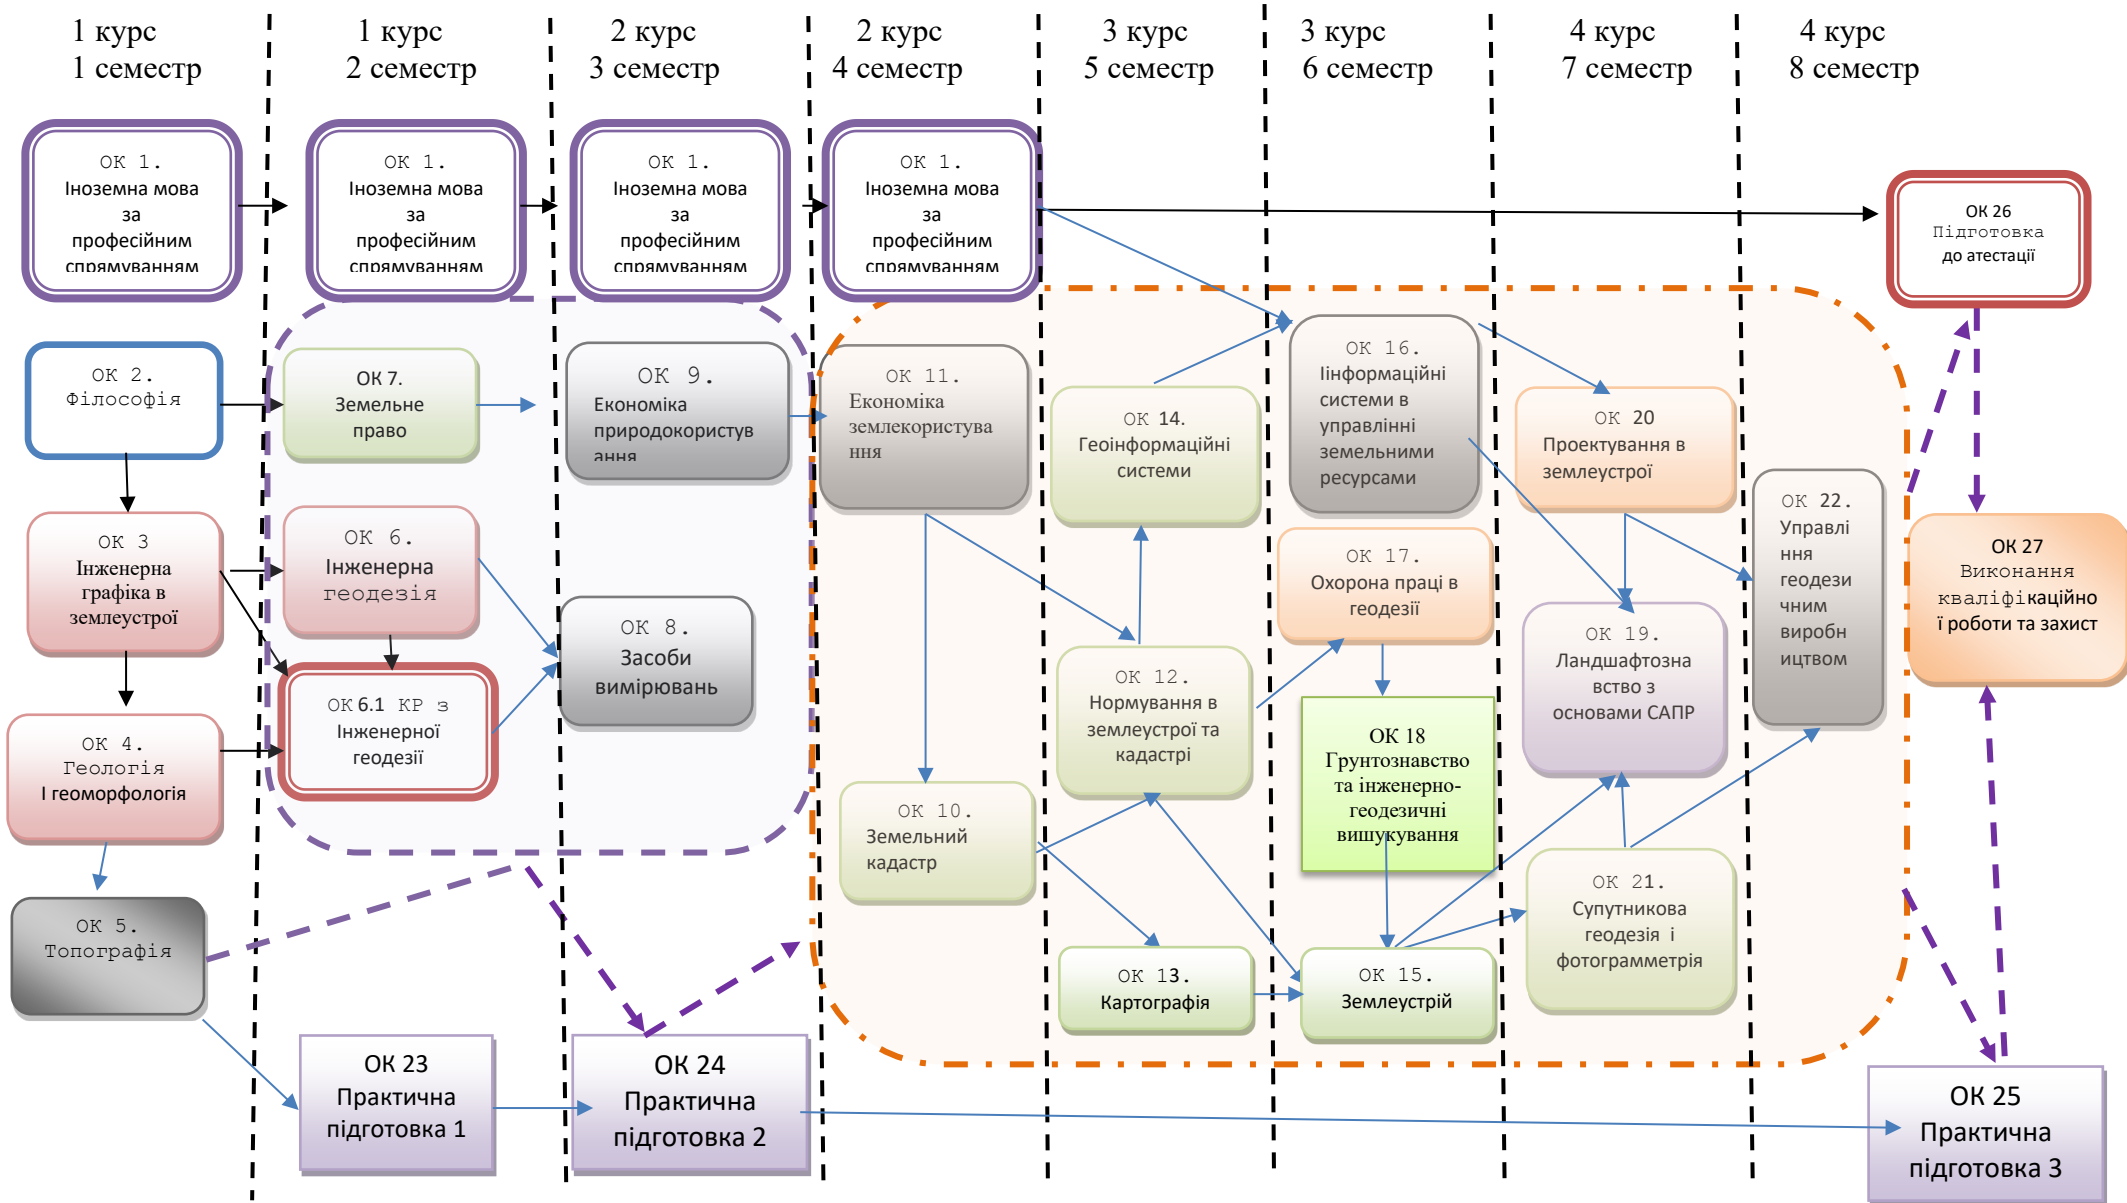 1 курс
1 семестр
1 курс
2 семестр
2 курс
3 семестр
2 курс
4 семестр
3 курс
5 семестр
3 курс
6 семестр
4 курс
7 семестр
4 курс
8 семестр
ОК 1.
Іноземна мова
за
професійним
спрямуванням
ОК 1.
Іноземна мова
за
професійним
спрямуванням
ОК 1.
Іноземна мова
за
професійним
спрямуванням
ОК 1.
Іноземна мова
за
професійним
спрямуванням
ОК 26
Підготовка
до атестації
ОК 2.
Філософія
ОК 7.
Земельне
право
ОК 9.
Економіка
природокористув
ання
ОК 11.
Економіка
землекористува
ння
ОК 14.
Геоінформаційні
системи
ОК 16.
Іінформаційні
системи в
управлінні
земельними
ресурсами
ОК 20
Проектування в
землеустрої
ОК 22.
Управлі
ння
геодези
чним
виробн
ицтвом
ОК 27
Виконання
кваліфікаційно
ї роботи та захист
ОК 3
Інженерна
графіка в
землеустрої
ОК 6.
Інженерна
геодезія
ОК 8.
Засоби
вимірювань
ОК 17.
Охорона праці в
геодезії
ОК 12.
Нормування в
землеустрої та
кадастрі
ОК 19.
Ландшафтозна
вство з
основами САПР
ОК 4.
Геологія
І геоморфологія
ОК 6.1 КР з
Інженерної
геодезії
ОК 18
Грунтознавство
та інженерно-
геодезичні
вишукування
ОК 10.
Земельний
кадастр
ОК 21.
Супутникова
геодезія і
фотограмметрія
ОК 5.
Топографія
ОК 13.
Картографія
ОК 15.
Землеустрій
ОК 23
Практична
підготовка 1
ОК 24
Практична
підготовка 2
ОК 25
Практична
підготовка 3